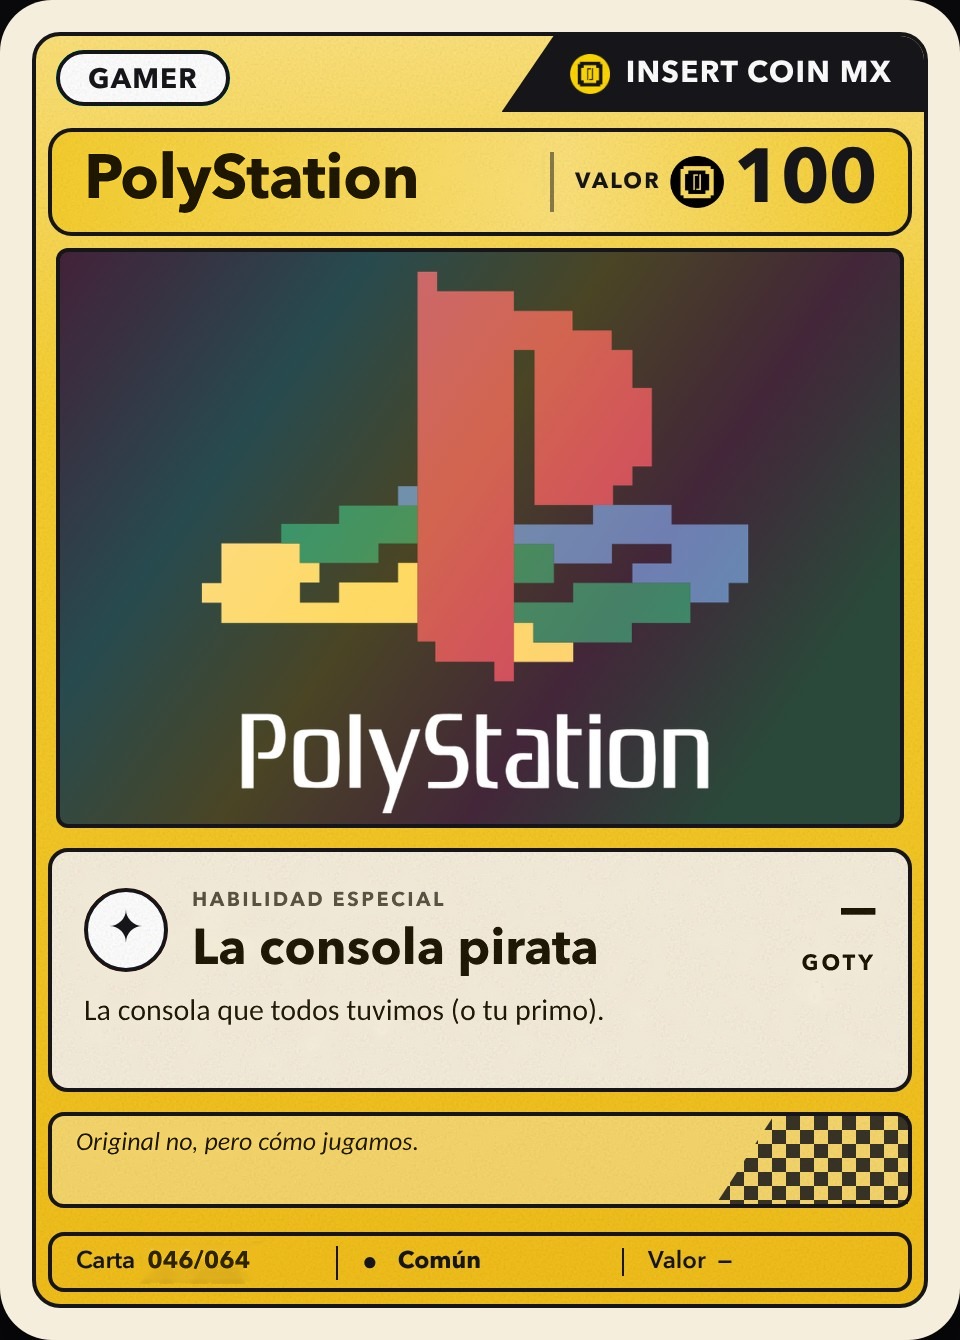 GAMER
INSERT COIN MX
PolyStation
VALOR 100
PolyStation
HABILIDAD ESPECIAL
La consola pirata
–
GOTY
La consola que todos tuvimos (o tu primo).
Original no, pero cómo jugamos.
Carta 046/064 ● Común Valor –